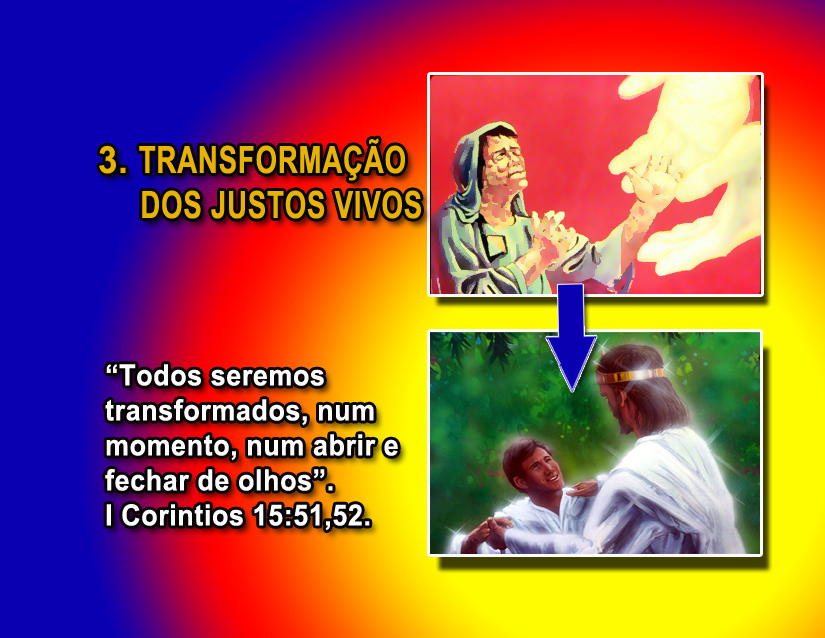 3. TRANSFORMAÇÃO
DOS JUSTOS VIVOS
“Todos seremos
transformados, num
momento, num abrir e
fechar de olhos”.
I Corintios 15:51,52.